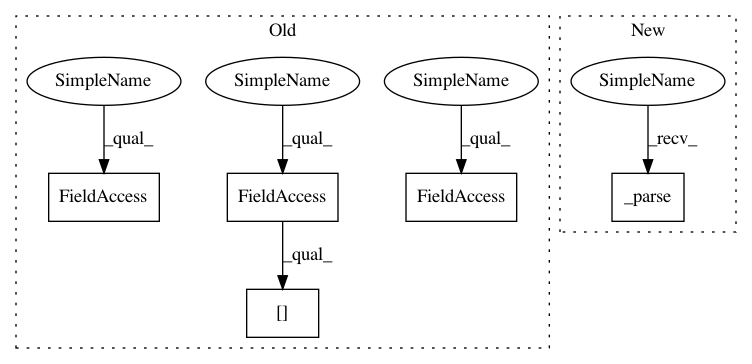 Old
New
SimpleName
SimpleName
SimpleName
SimpleName
_qual_
_qual_
_qual_
_recv_
FieldAccess
FieldAccess
FieldAccess
_parse
_qual_
[]